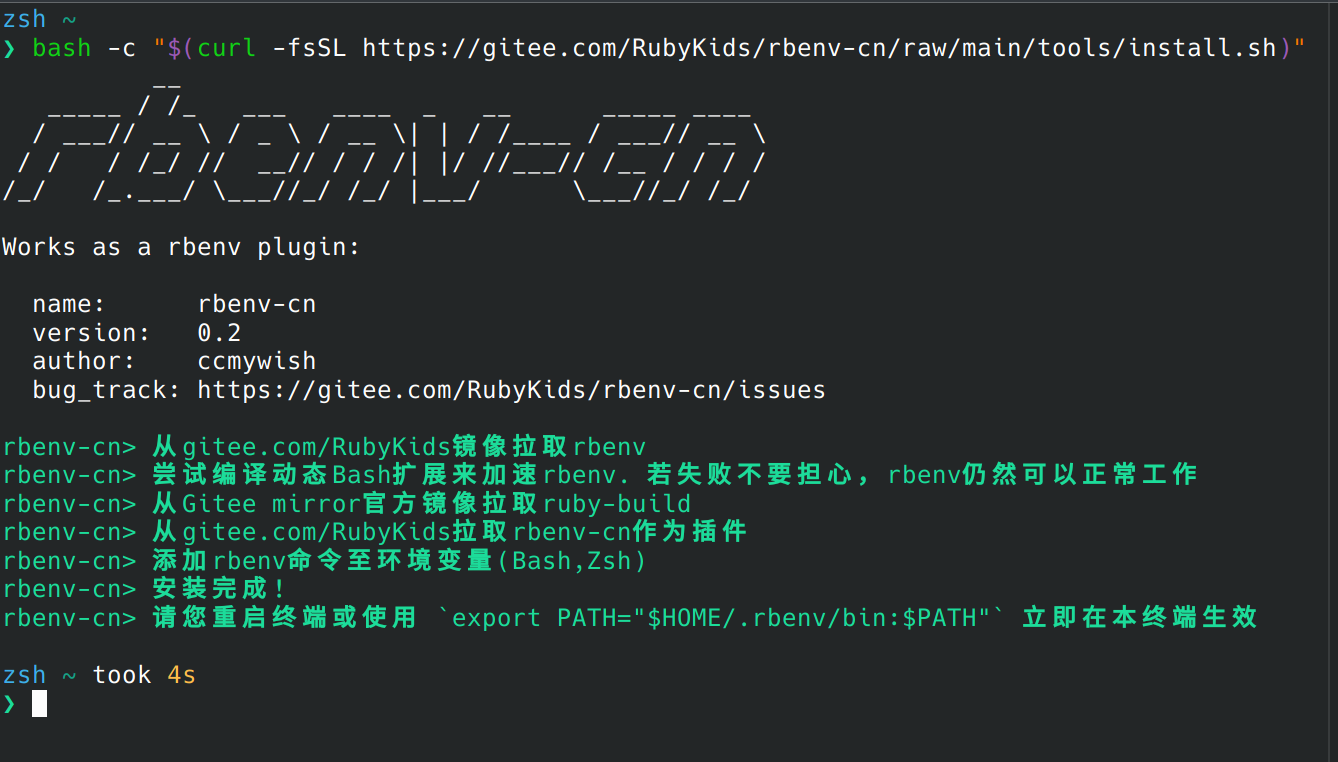 zsh ~
❯ bash -c "$(curl -fsSL https://gitee.com/RubyKids/rbenv-cn/raw/main/tools/install.sh)"
rbenv-cn
Works as a rbenv plugin:
name: rbenv-cn
version: 0.2
author: ccmywish
bug_track: https://gitee.com/RubyKids/rbenv-cn/issues
rbenv-cn> 从gitee.com/RubyKids镜像拉取rbenv
rbenv-cn> 尝试编译动态Bash扩展来加速rbenv. 若失败不要担心, rbenv仍然可以正常工作
rbenv-cn> 从Gitee mirror官方镜像拉取ruby-build
rbenv-cn> 从gitee.com/RubyKids拉取rbenv-cn作为插件
rbenv-cn> 添加rbenv命令至环境变量(Bash,Zsh)
rbenv-cn> 安装完成!
rbenv-cn> 请您重启终端或使用 `export PATH="$HOME/.rbenv/bin:$PATH"` 立即在本终端生效
zsh ~ took 4s
❯